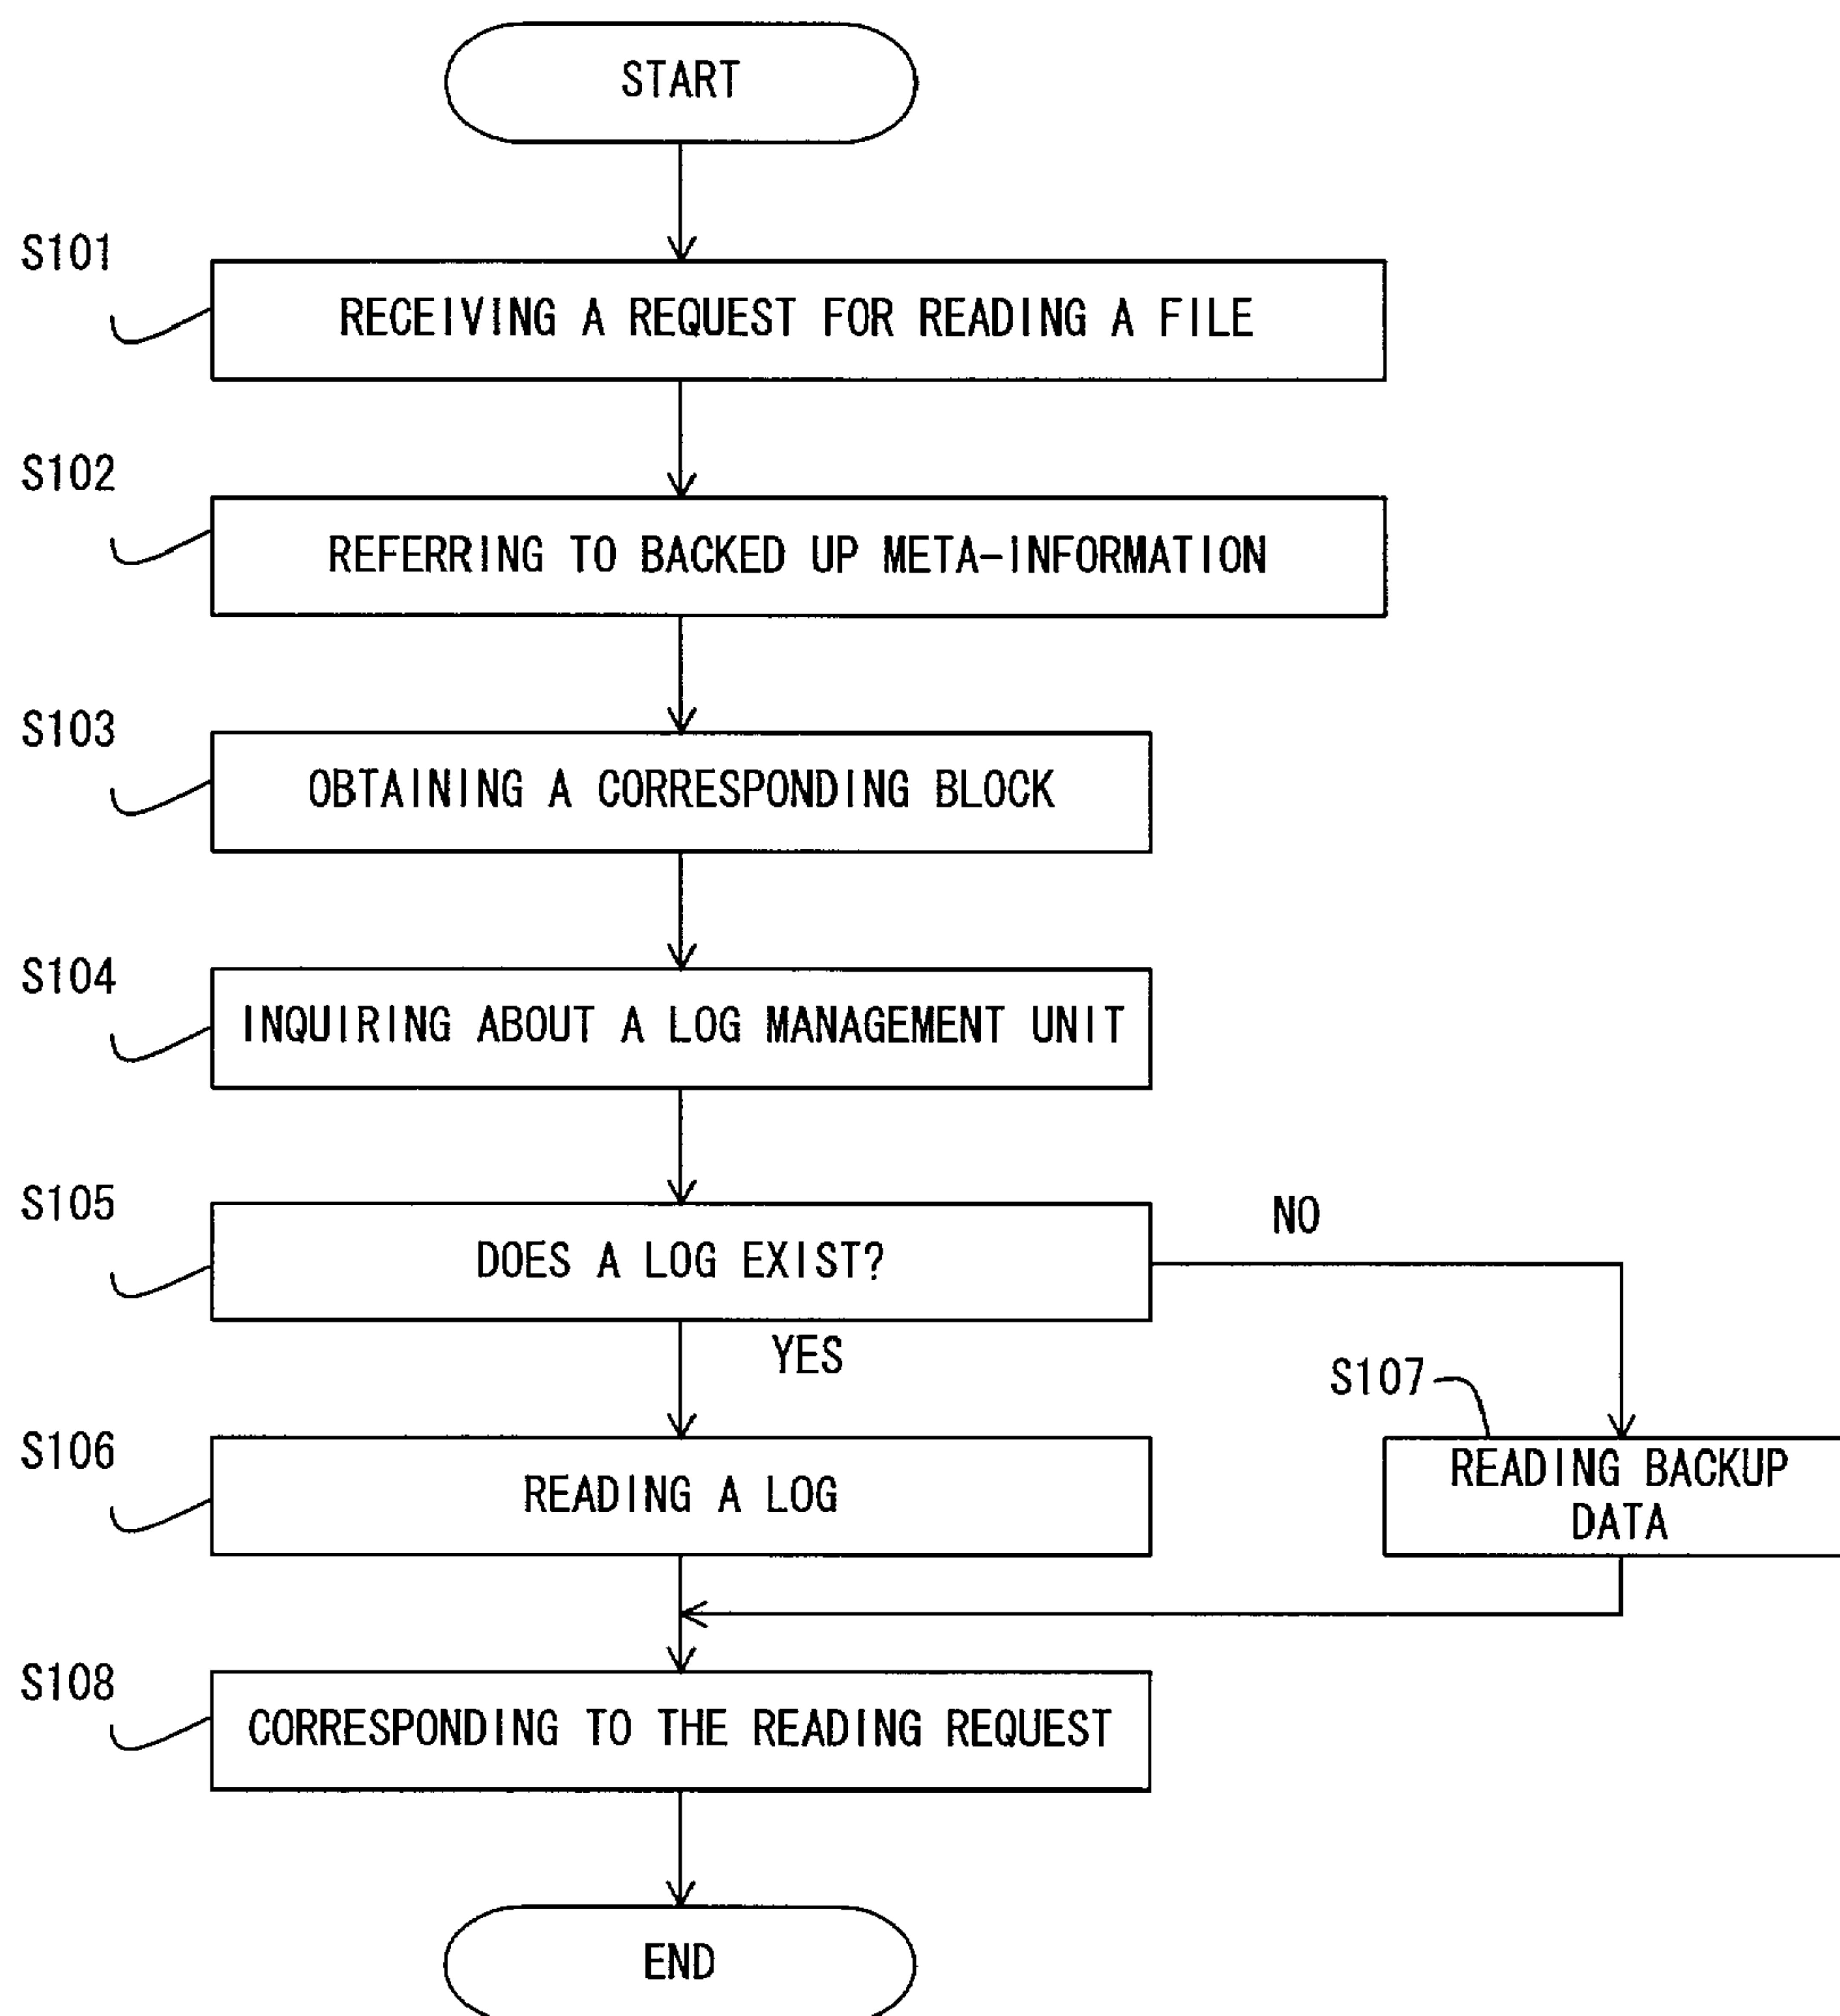 START
S101
RECEIVING A REQUEST FOR READING A FILE
S102
REFERRING TO BACKED UP META-INFORMATION
S103
OBTAINING A CORRESPONDING BLOCK
S104
INQUIRING ABOUT A LOG MANAGEMENT UNIT
S105
DOES A LOG EXIST?
NO
YES
S107
READING BACKUP
DATA
S106
READING A LOG
S108
CORRESPONDING TO THE READING REQUEST
END